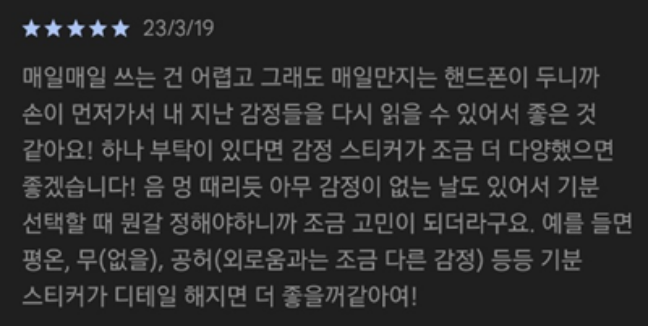 ★★★★★ 23/3/19
매일매일 쓰는 건 어렵고 그래도 매일만지는 핸드폰이 두니까
손이 먼저가서 내 지난 감정들을 다시 읽을 수 있어서 좋은 것
같아요! 하나 부탁이 있다면 감정 스티커가 조금 더 다양했으면
좋겠습니다! 음 멍 때리듯 아무 감정이 없는 날도 있어서 기분
선택할 때 뭔갈 정해야하니까 조금 고민이 되더라구요. 예를 들면
평온, 무(없을), 공허(외로움과는 조금 다른 감정) 등등 기분
스티커가 디테일 해지면 더 좋을꺼같아여!